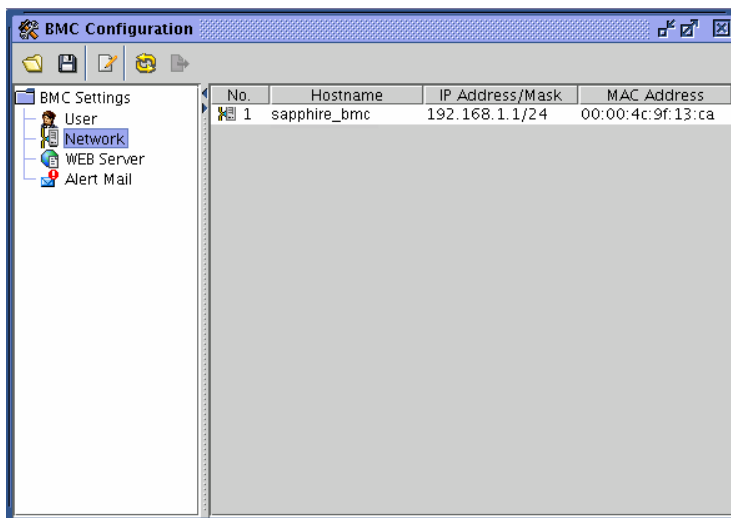 BMC Configuration
BMC Settings
User
Network
WEB Server
Alert Mail
No. Hostname IP Address/Mask MAC Address
1 sapphire_bmc 192.168.1.1/24 00:00:4c:9f:13:ca